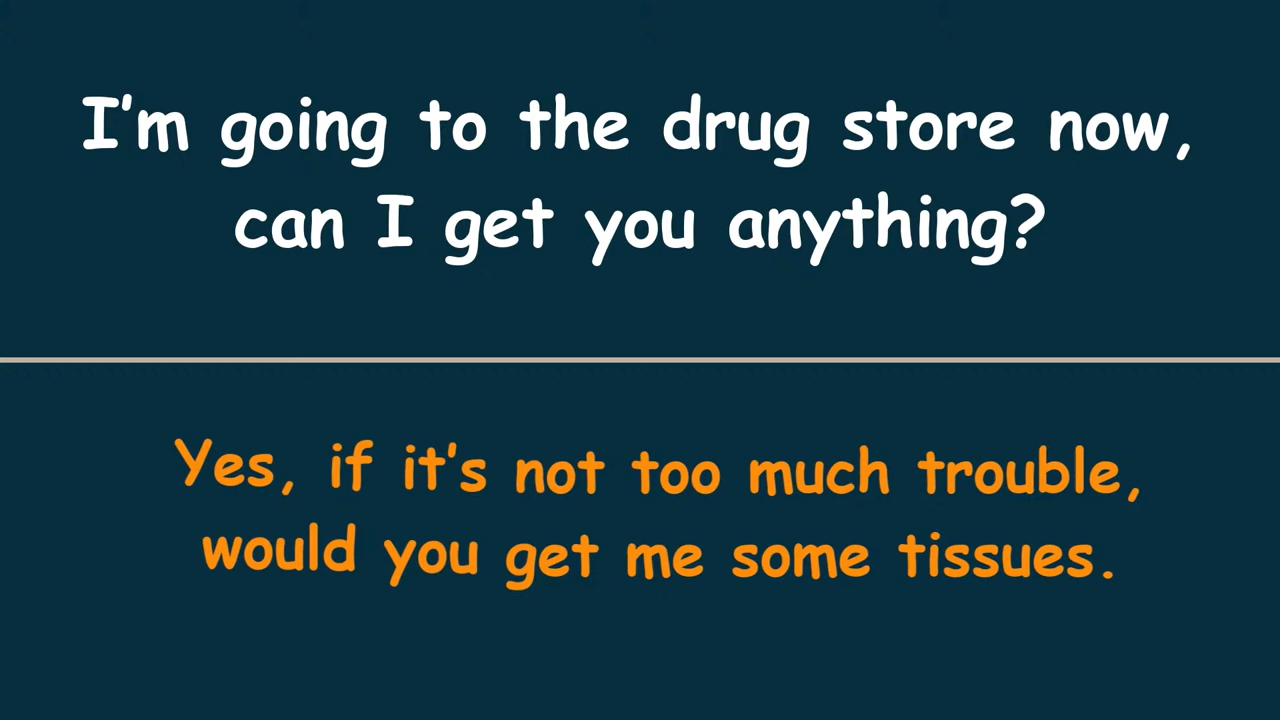 I'm going to the drug store now,
can I get you anything?
Yes, if it's not too much trouble,
would you get me some tissues.